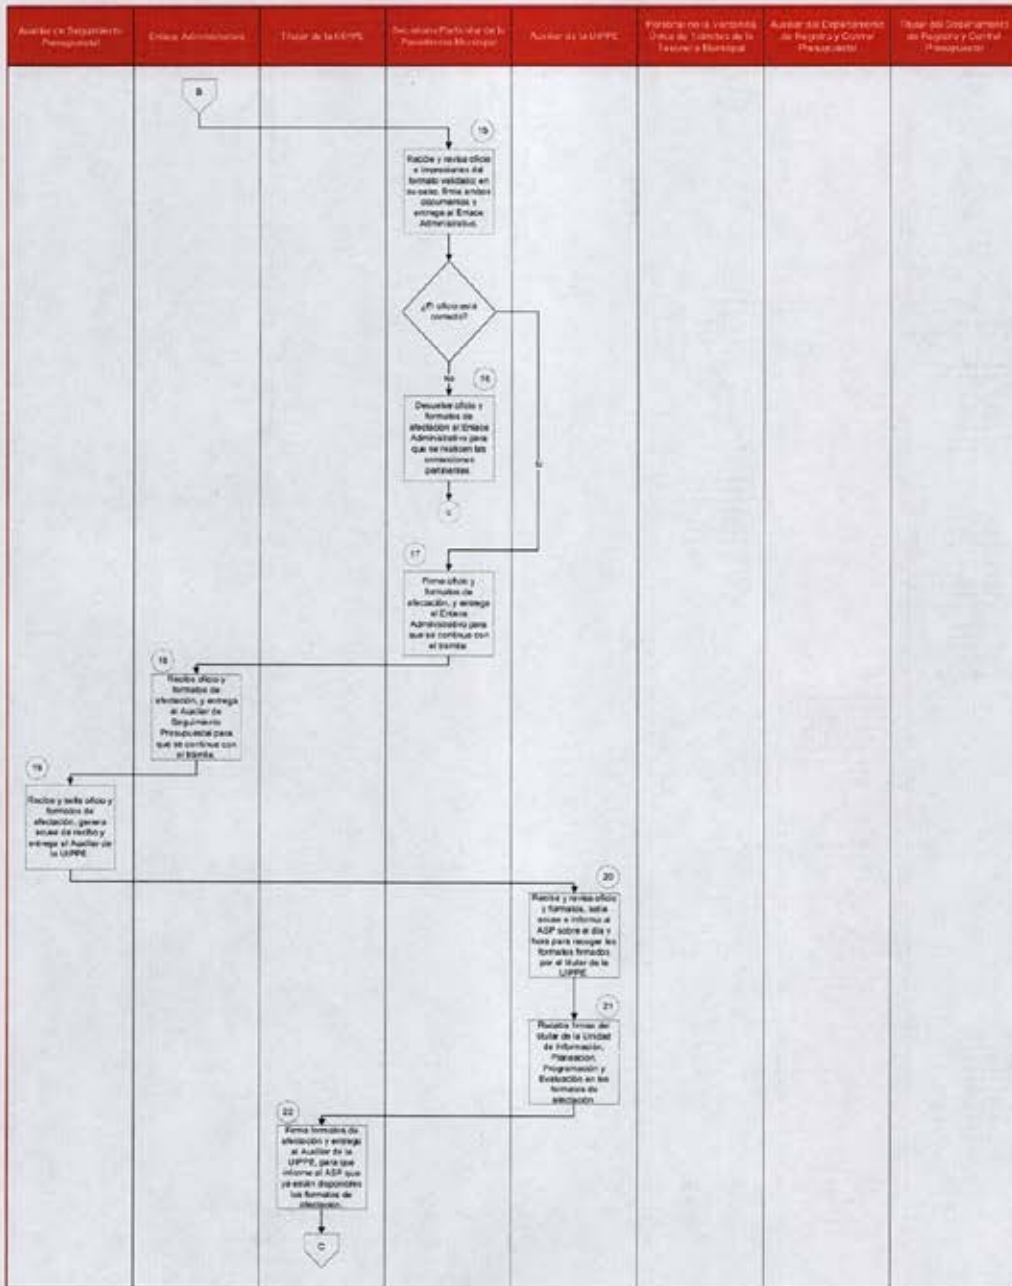 Auxiliar de Seguimiento
Presupuestal
Enlace Administrativo
Titular de la UIPPE
Secretario Particular de la
Presidencia Municipal
Auxiliar de la UIPPE
Personal de la Ventanilla
Única de Trámites de la
Tesorería Municipal
Auxiliar del Departamento
de Registro y Control
Presupuestal
Titular del Departamento
de Registro y Control
Presupuestal
B
15
Recibe y revisa oficio
e impresiones del
formato validado; en
su caso, firma ambos
documentos y
entrega al Enlace
Administrativo.
¿El oficio está
correcto?
No
16
Devuelve oficio y
formatos de
afectación al Enlace
Administrativo para
que se realicen las
correcciones
pertinentes.
Si
17
Firma oficio y
formatos de
afectación, y entrega
al Enlace
Administrativo para
que se continue con
el trámite
18
Recibe oficio y
formatos de
afectación, y entrega
al Auxiliar de
Seguimiento
Presupuestal para
que se continue con
el trámite.
19
Recibe y sella oficio y
formatos de
afectación, genera
acuse de recibo y
entrega al Auxiliar de
la UIPPE
20
Recibe y revisa oficio
y formatos, sella
acuse e informa al
ASP sobre el día y
hora para recoger los
formatos firmados
por el titular de la
UIPPE
21
Recaba firmas del
titular de la Unidad
de Información,
Planeación,
Programación y
Evaluación en los
formatos de
afectación
22
Firma formatos de
afectación y entrega
al Auxiliar de la
UIPPE, para que
informe al ASP que
ya están disponibles
los formatos de
afectación.
C